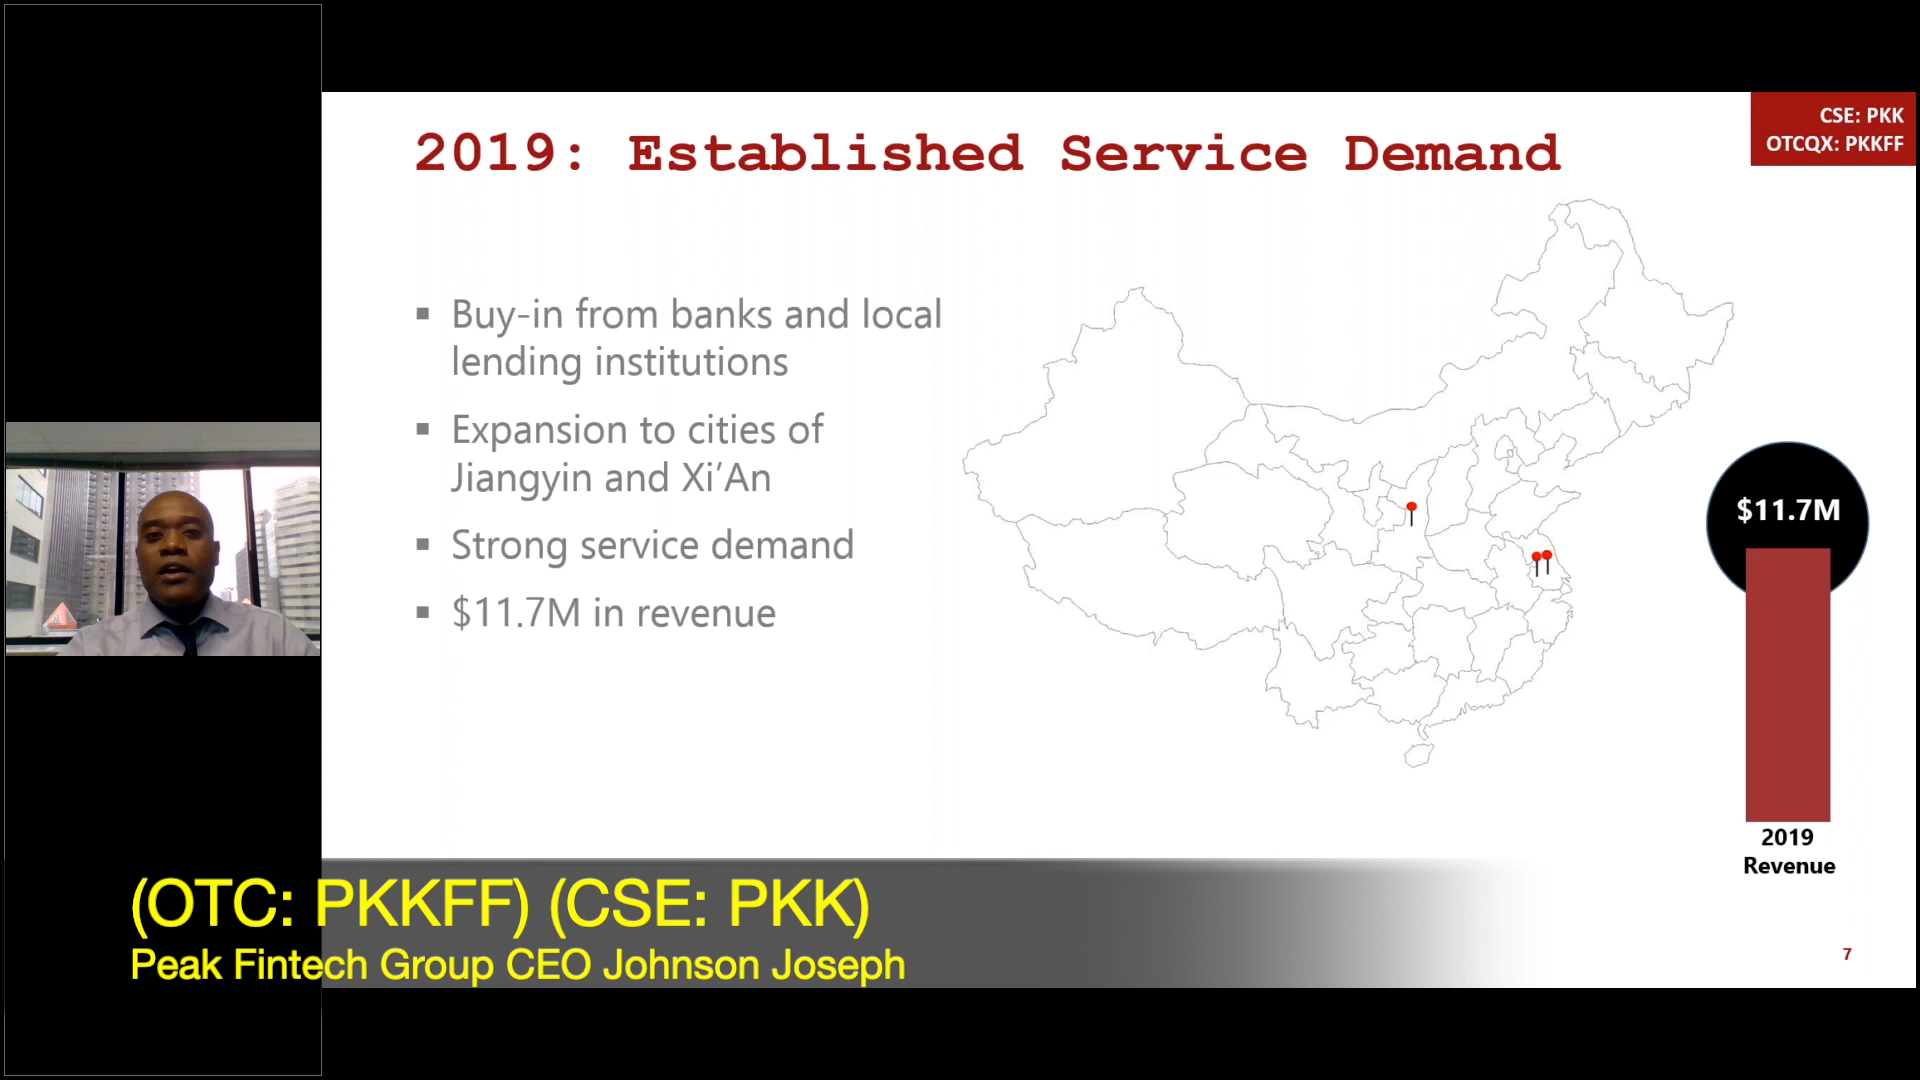 2019: Established Service Demand
CSE: PKK
OTCQX: PKKFF
▪ Buy-in from banks and local
lending institutions
▪ Expansion to cities of
Jiangyin and Xi’An
▪ Strong service demand
▪ $11.7M in revenue
$11.7M
2019
Revenue
(OTC: PKKFF) (CSE: PKK)
Peak Fintech Group CEO Johnson Joseph
7